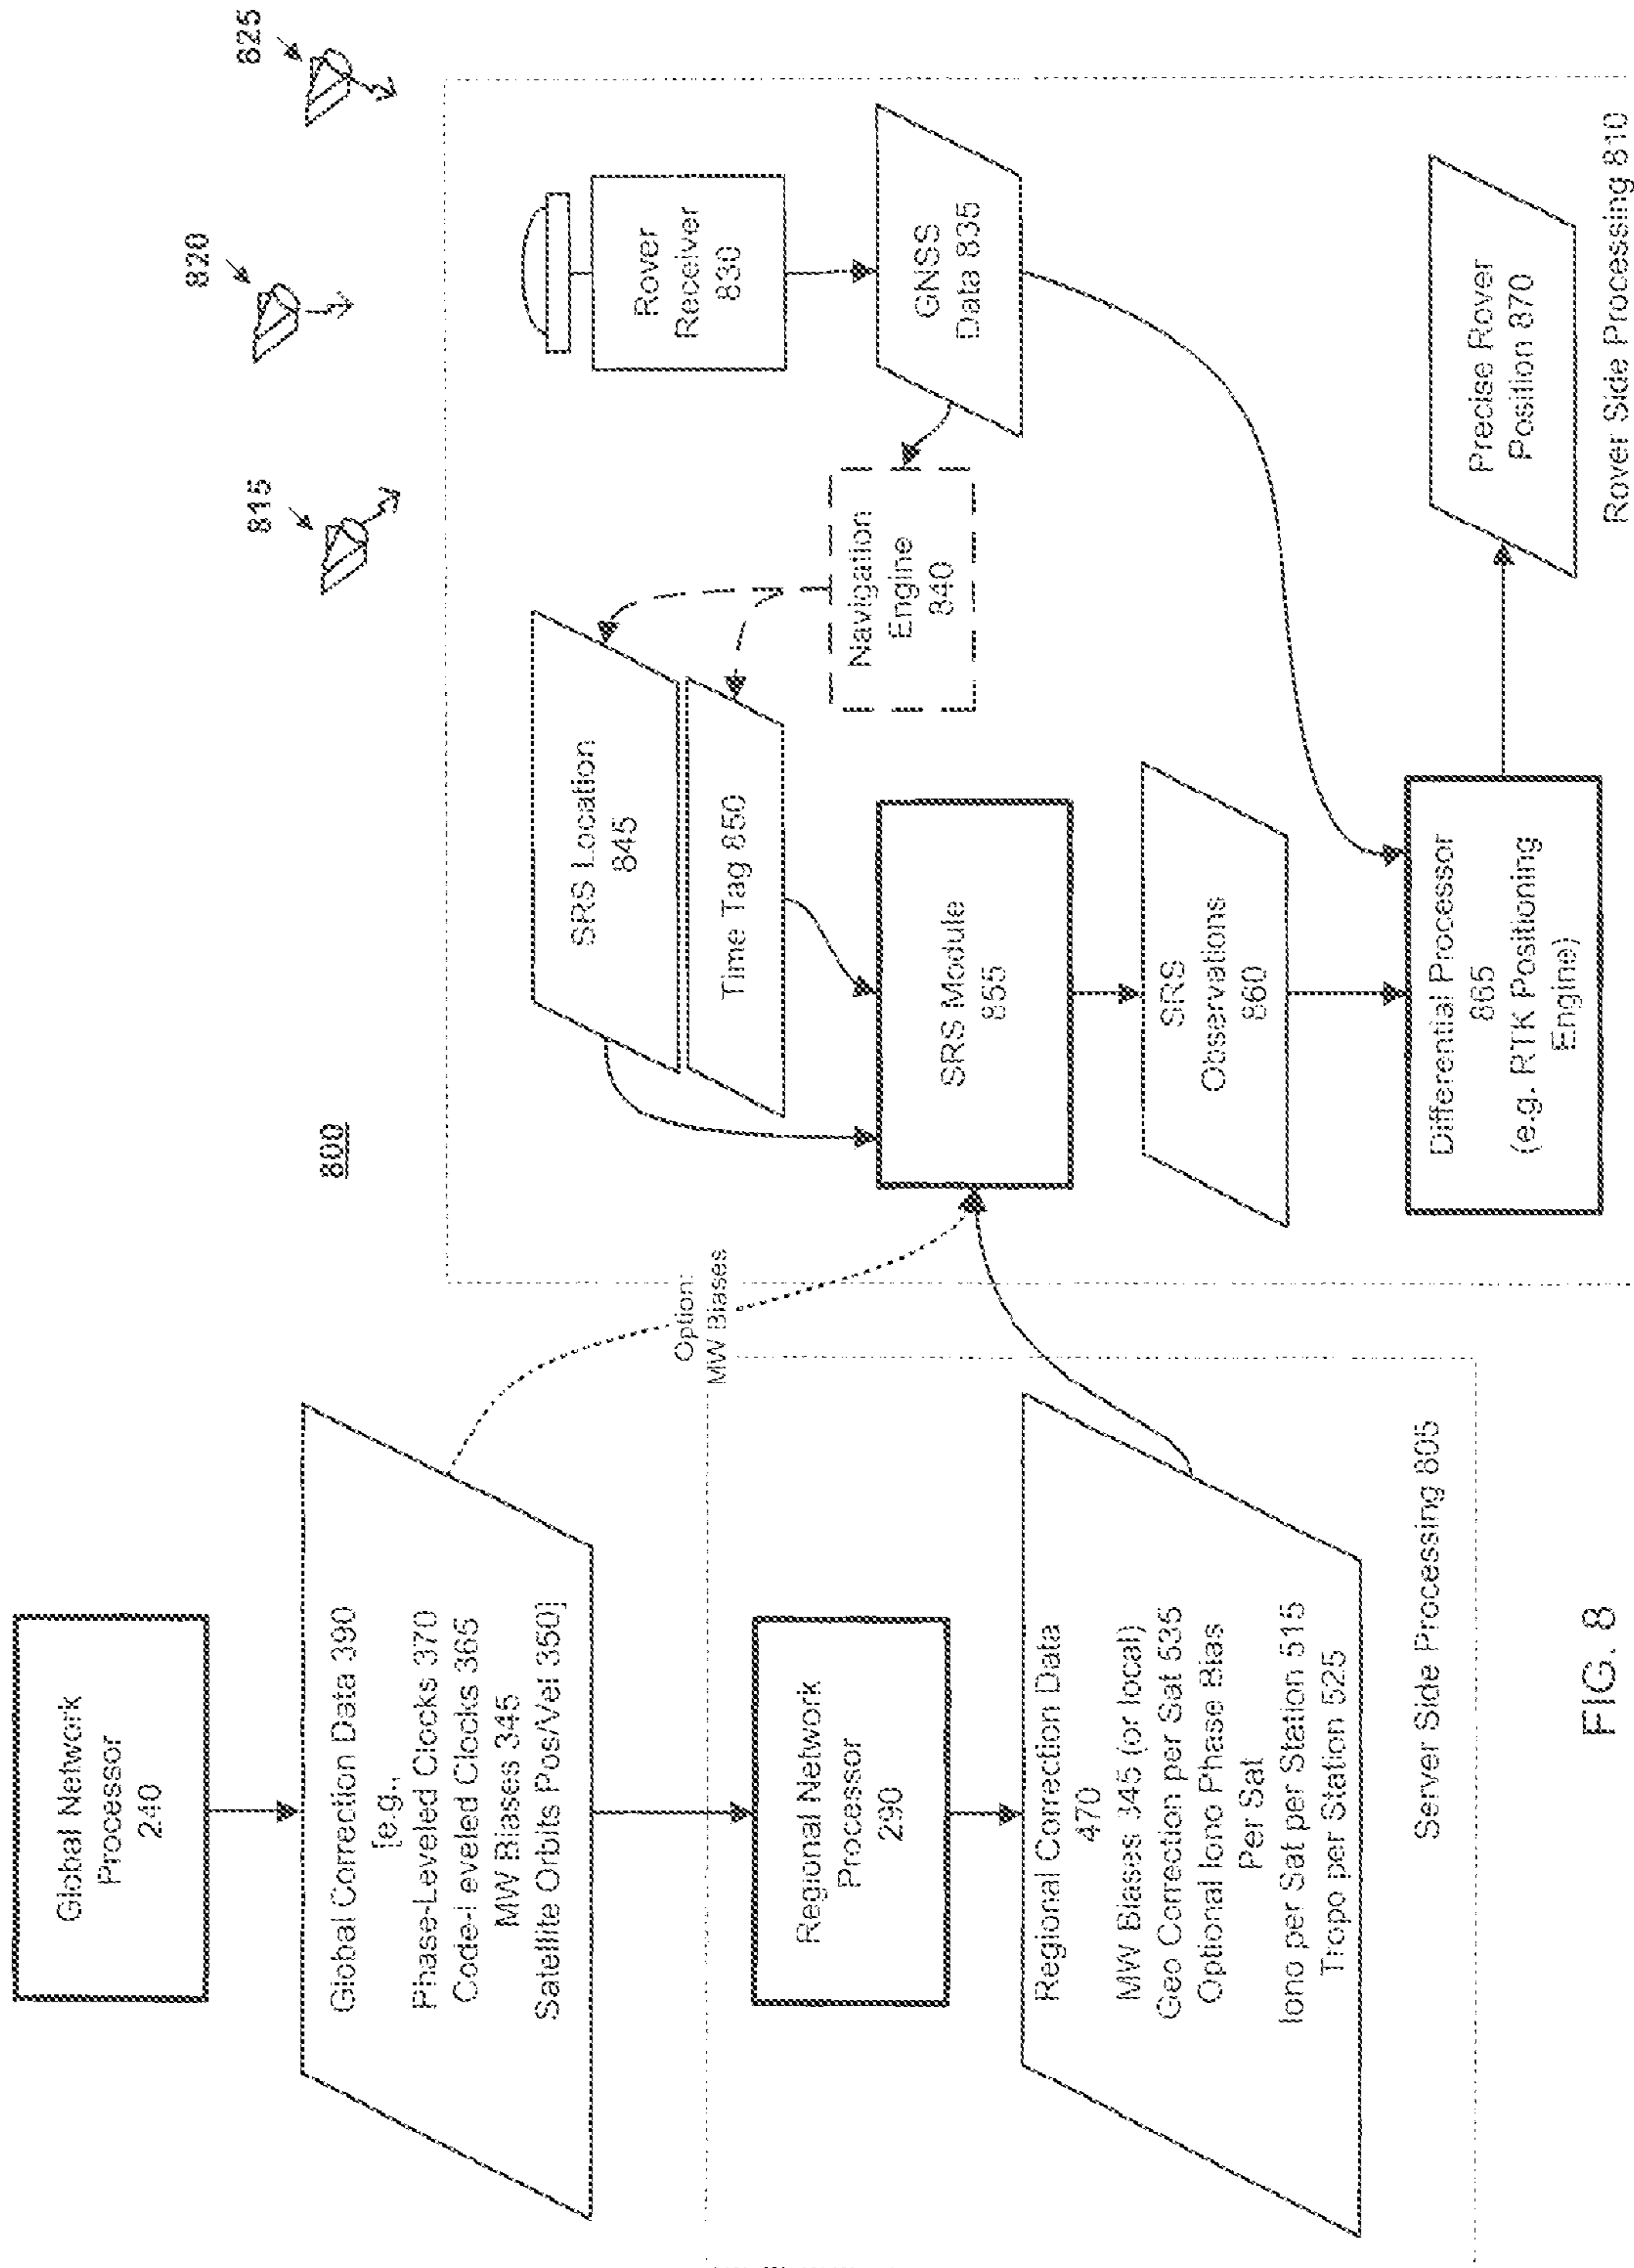 800
815
820
825
Global Network
Processor
240
Global Correction Data 390
[e.g.,
Phase-Leveled Clocks 370
Code-Leveled Clocks 365
MW Biases 345
Satellite Orbits Pos/Vel 350]
Option:
MW Biases
Regional Network
Processor
290
Regional Correction Data
470
MW Biases 345 (or local)
Geo Correction per Sat 535
Optional Iono Phase Bias
Per Sat
Iono per Sat per Station 515
Tropo per Station 525
Server Side Processing 805
SRS Location
845
Time Tag 850
SRS Module
855
SRS
Observations
860
Differential Processor
865
(e.g. RTK Positioning
Engine)
Navigation
Engine
840
Rover
Receiver
830
GNSS
Data 835
Precise Rover
Position 870
Rover Side Processing 810
FIG. 8